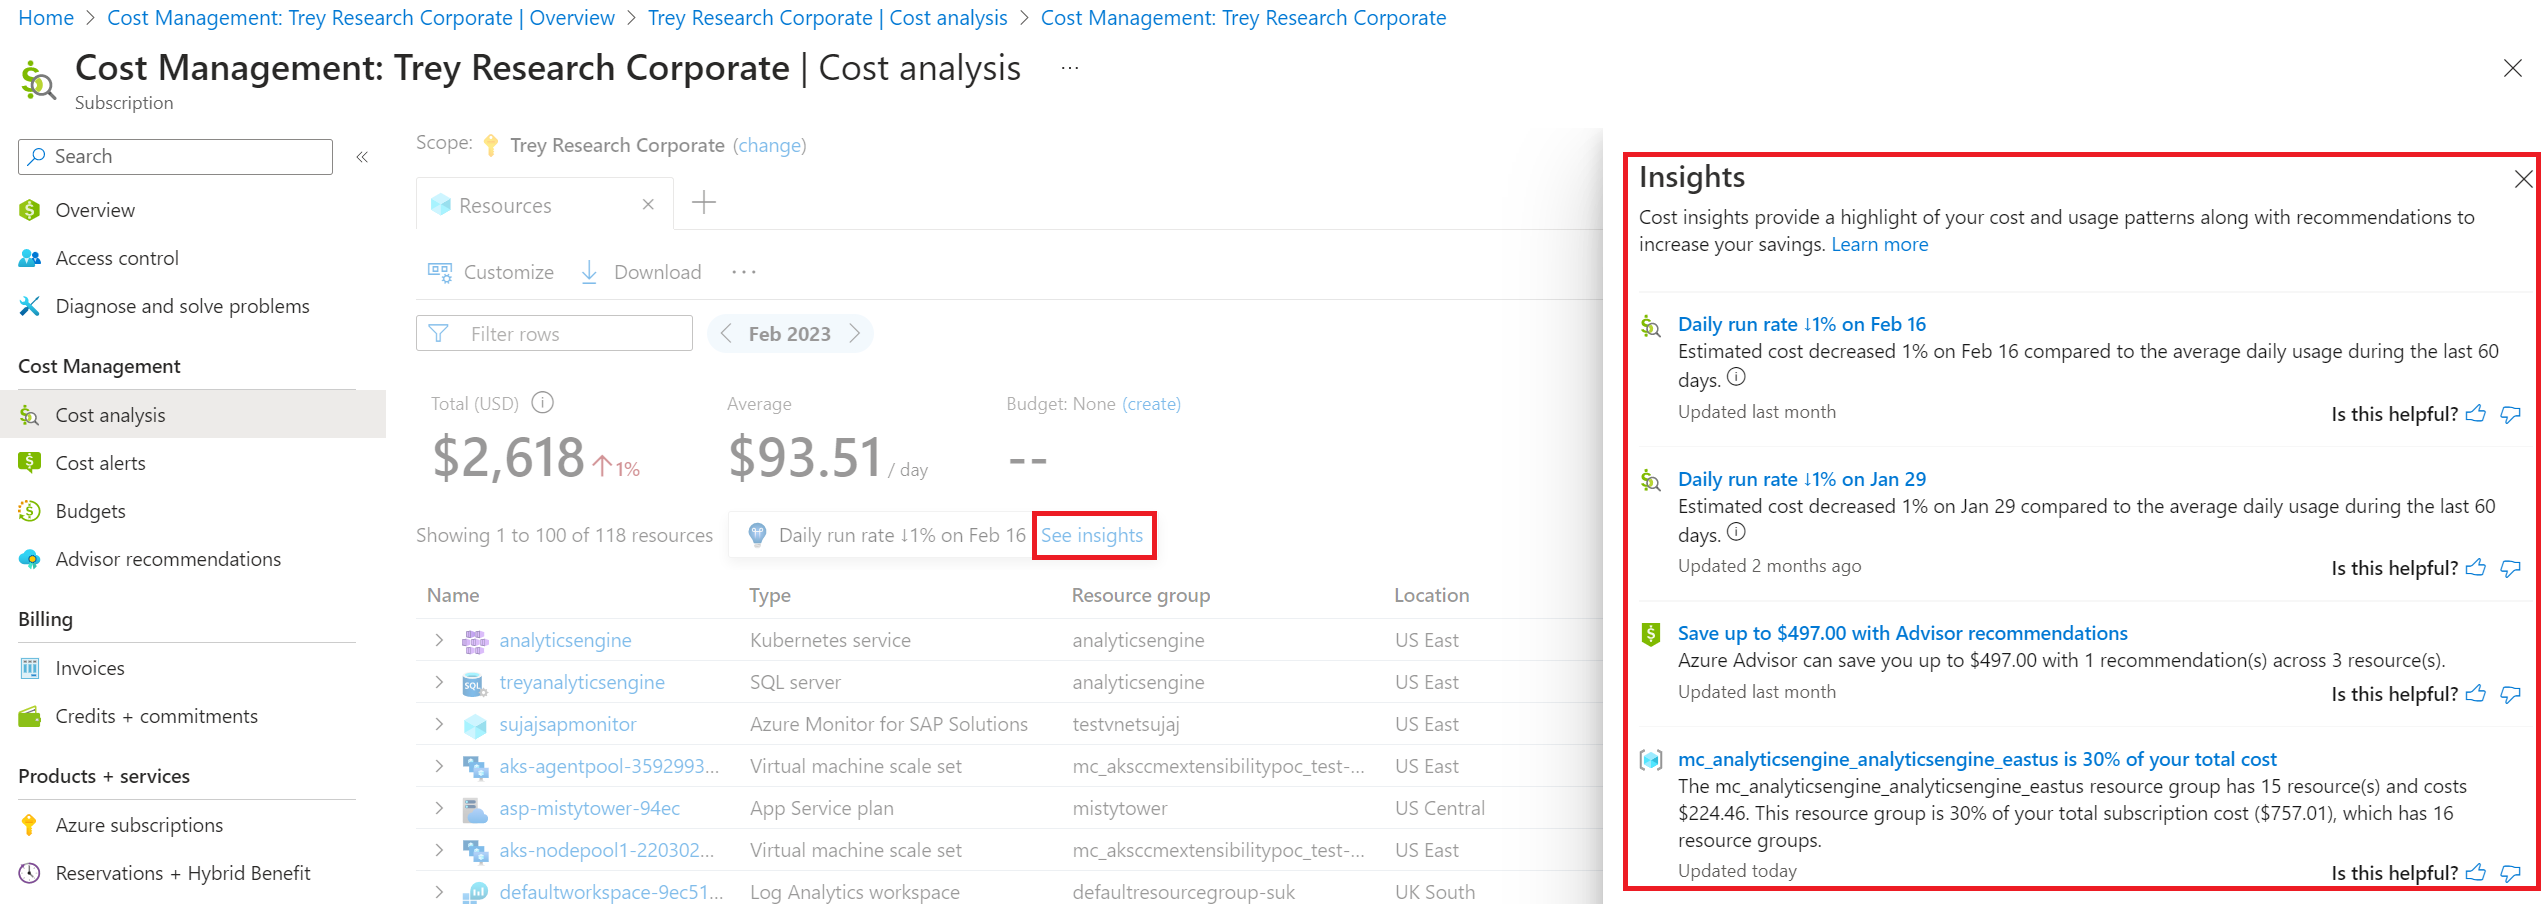 Home > Cost Management: Trey Research Corporate | Overview > Trey Research Corporate | Cost analysis > Cost Management: Trey Research Corporate
Cost Management: Trey Research Corporate | Cost analysis ...
Subscription
Search
Overview
Access control
Diagnose and solve problems
Cost Management
Cost analysis
Cost alerts
Budgets
Advisor recommendations
Billing
Invoices
Credits + commitments
Products + services
Azure subscriptions
Reservations + Hybrid Benefit
Scope: Trey Research Corporate (change)
Resources
Customize Download ...
Filter rows
Feb 2023
Total (USD) Average Budget: None (create)
$2,618 ↑1% $93.51 / day --
Showing 1 to 100 of 118 resources Daily run rate ↓1% on Feb 16 See insights
Name Type Resource group Location
analyticsengine Kubernetes service analyticsengine US East
treyanalyticsengine SQL server analyticsengine US East
sujajsapmonitor Azure Monitor for SAP Solutions testvnetsujaj US East
aks-agentpool-3592993... Virtual machine scale set mc_aksccmextensibilitypoc_test-... US East
asp-mistytower-94ec App Service plan mistytower US Central
aks-nodepool1-220302... Virtual machine scale set mc_aksccmextensibilitypoc_test-... US East
defaultworkspace-9ec51... Log Analytics workspace defaultresourcegroup-suk UK South
Insights
Cost insights provide a highlight of your cost and usage patterns along with recommendations to
increase your savings. Learn more
Daily run rate ↓1% on Feb 16
Estimated cost decreased 1% on Feb 16 compared to the average daily usage during the last 60
days.
Updated last month
Is this helpful?
Daily run rate ↓1% on Jan 29
Estimated cost decreased 1% on Jan 29 compared to the average daily usage during the last 60
days.
Updated 2 months ago
Is this helpful?
Save up to $497.00 with Advisor recommendations
Azure Advisor can save you up to $497.00 with 1 recommendation(s) across 3 resource(s).
Updated last month
Is this helpful?
mc_analyticsengine_analyticsengine_eastus is 30% of your total cost
The mc_analyticsengine_analyticsengine_eastus resource group has 15 resource(s) and costs
$224.46. This resource group is 30% of your total subscription cost ($757.01), which has 16
resource groups.
Updated today
Is this helpful?